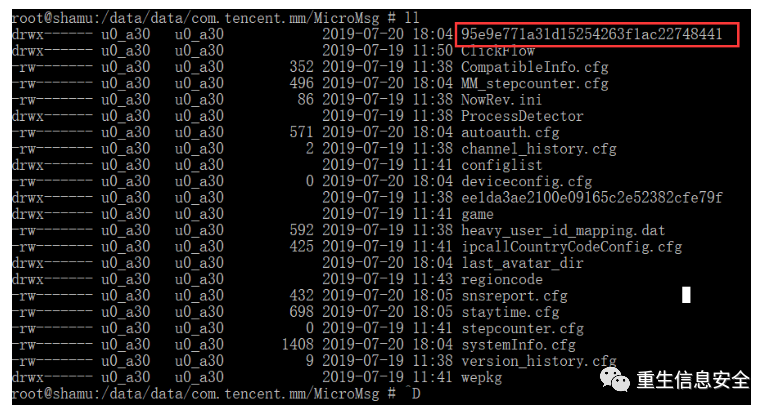 root@shamu:/data/data/com.tencent.mm/MicroMsg # ll
drwx------ u0_a30 u0_a30 2019-07-20 18:04 95e9e771a31d15254263f1ac22748441
drwx------ u0_a30 u0_a30 2019-07-19 11:50 ClickFlow
-rw------- u0_a30 u0_a30 352 2019-07-19 11:38 CompatibleInfo.cfg
-rw------- u0_a30 u0_a30 496 2019-07-20 18:04 MM_stepcounter.cfg
-rw------- u0_a30 u0_a30 86 2019-07-19 11:38 NowRev.ini
drwx------ u0_a30 u0_a30 2019-07-19 11:38 ProcessDetector
-rw------- u0_a30 u0_a30 571 2019-07-20 18:04 autoauth.cfg
-rw------- u0_a30 u0_a30 2 2019-07-19 11:38 channel_history.cfg
drwx------ u0_a30 u0_a30 2019-07-19 11:41 configlist
-rw------- u0_a30 u0_a30 0 2019-07-20 18:04 deviceconfig.cfg
drwx------ u0_a30 u0_a30 2019-07-19 11:38 ee1da3ae2100e09165c2e52382cfe79f
drwx------ u0_a30 u0_a30 2019-07-19 11:41 game
-rw------- u0_a30 u0_a30 592 2019-07-19 11:38 heavy_user_id_mapping.dat
-rw------- u0_a30 u0_a30 425 2019-07-19 11:41 ipcallCountryCodeConfig.cfg
drwx------ u0_a30 u0_a30 2019-07-20 18:04 last_avatar_dir
drwx------ u0_a30 u0_a30 2019-07-19 11:43 regioncode
-rw------- u0_a30 u0_a30 432 2019-07-20 18:05 snsreport.cfg
-rw------- u0_a30 u0_a30 698 2019-07-20 18:05 staytime.cfg
-rw------- u0_a30 u0_a30 0 2019-07-19 11:41 stepcounter.cfg
-rw------- u0_a30 u0_a30 1408 2019-07-20 18:04 systemInfo.cfg
-rw------- u0_a30 u0_a30 9 2019-07-19 11:38 version_history.cfg
drwx------ u0_a30 u0_a30 2019-07-19 11:41 wepkg
root@shamu:/data/data/com.tencent.mm/MicroMsg # ^D
重生信息安全